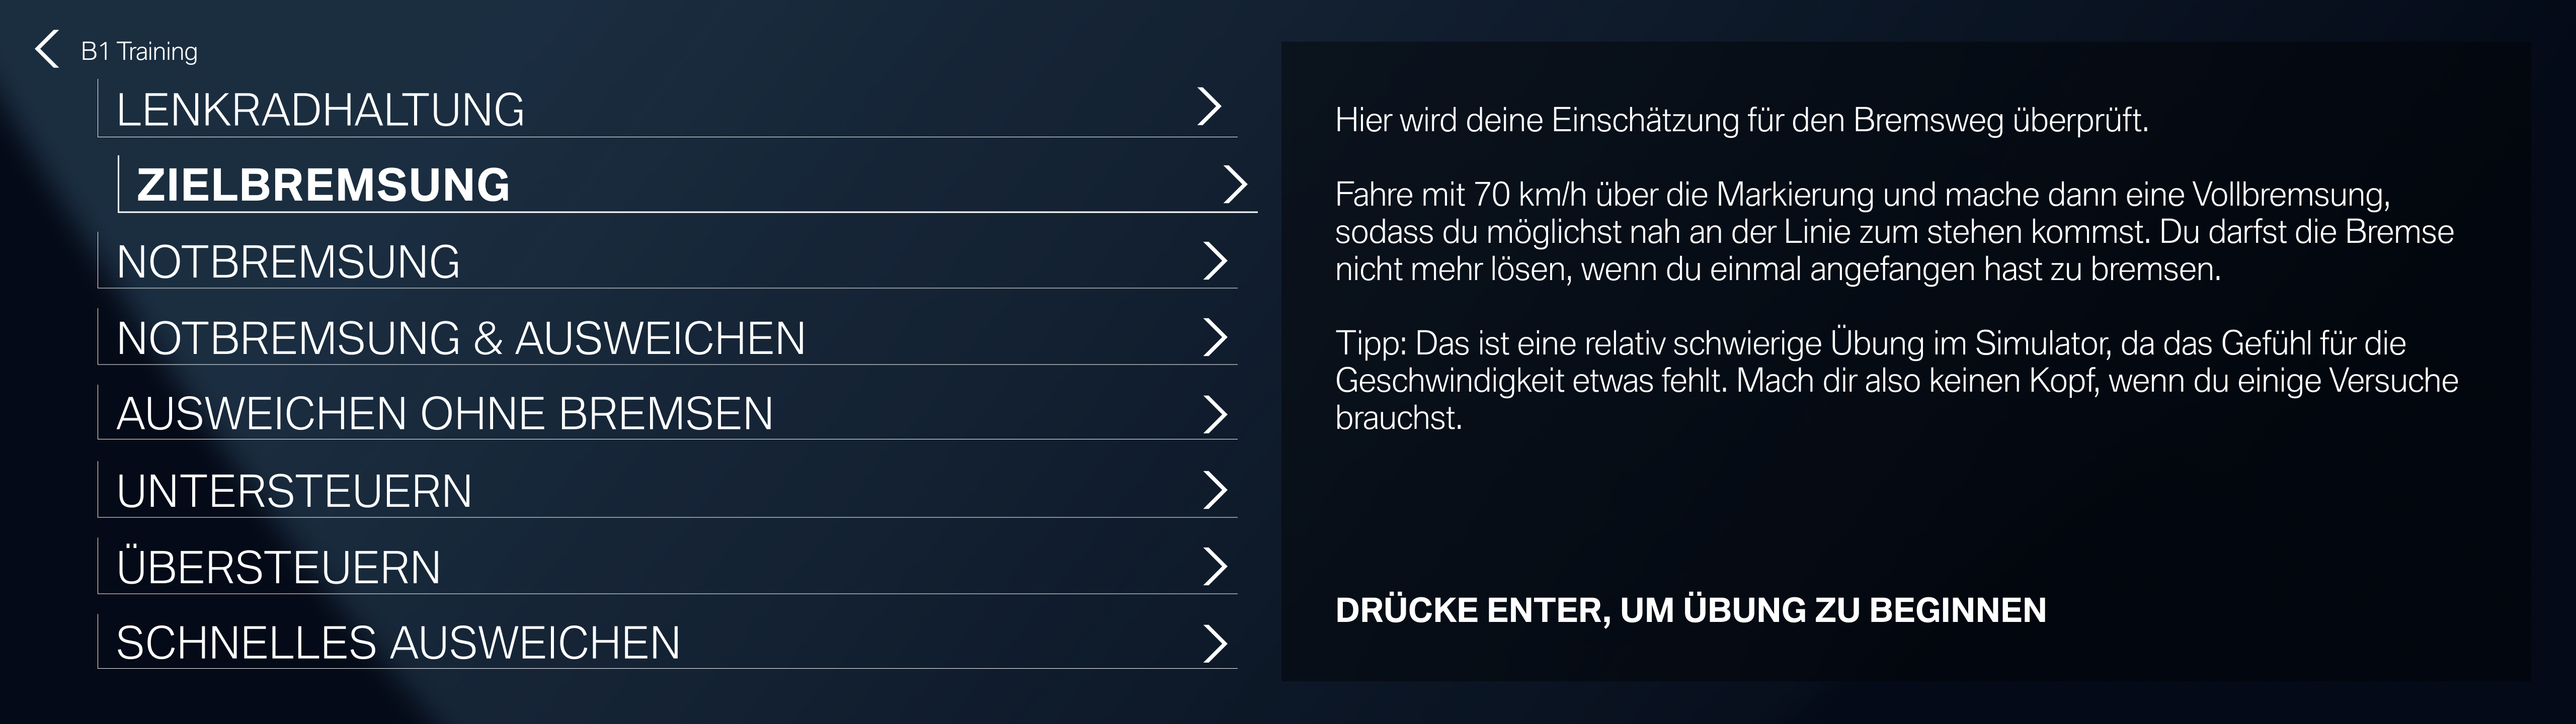 B1 Training
LENKRADHALTUNG
ZIELBREMSUNG
NOTBREMSUNG
NOTBREMSUNG & AUSWEICHEN
AUSWEICHEN OHNE BREMSEN
UNTERSTEUERN
ÜBERSTEUERN
SCHNELLES AUSWEICHEN
Hier wird deine Einschätzung für den Bremsweg überprüft.
Fahre mit 70 km/h über die Markierung und mache dann eine Vollbremsung,
sodass du möglichst nah an der Linie zum stehen kommst. Du darfst die Bremse
nicht mehr lösen, wenn du einmal angefangen hast zu bremsen.
Tipp: Das ist eine relativ schwierige Übung im Simulator, da das Gefühl für die
Geschwindigkeit etwas fehlt. Mach dir also keinen Kopf, wenn du einige Versuche
brauchst.
DRÜCKE ENTER, UM ÜBUNG ZU BEGINNEN